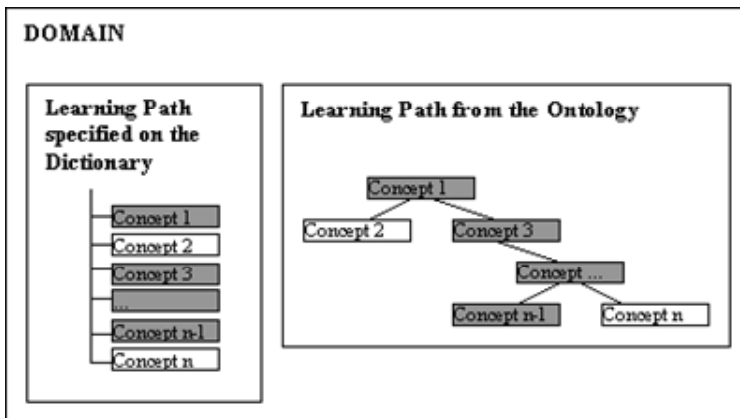 DOMAIN
Learning Path
specified on the
Dictionary
Concept 1
Concept 2
Concept 3
...
Concept n-1
Concept n
Learning Path from the Ontology
Concept 1
Concept 2
Concept 3
Concept ...
Concept n-1
Concept n